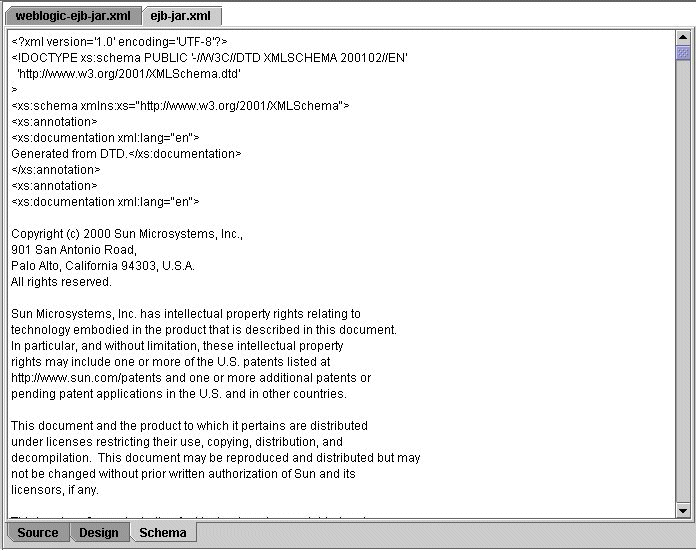 weblogic-ejb-jar.xml ejb-jar.xml
<?xml version='1.0' encoding='UTF-8'?>
<!DOCTYPE xs:schema PUBLIC '-//W3C//DTD XMLSCHEMA 200102//EN'
'http://www.w3.org/2001/XMLSchema.dtd'
>
<xs:schema xmlns:xs="http://www.w3.org/2001/XMLSchema">
<xs:annotation>
<xs:documentation xml:lang="en">
Generated from DTD.</xs:documentation>
</xs:annotation>
<xs:annotation>
<xs:documentation xml:lang="en">
Copyright (c) 2000 Sun Microsystems, Inc.,
901 San Antonio Road,
Palo Alto, California 94303, U.S.A.
All rights reserved.
Sun Microsystems, Inc. has intellectual property rights relating to
technology embodied in the product that is described in this document.
In particular, and without limitation, these intellectual property
rights may include one or more of the U.S. patents listed at
http://www.sun.com/patents and one or more additional patents or
pending patent applications in the U.S. and in other countries.
This document and the product to which it pertains are distributed
under licenses restricting their use, copying, distribution, and
decompilation.  This document may be reproduced and distributed but may
not be changed without prior written authorization of Sun and its
licensors, if any.
Source Design Schema